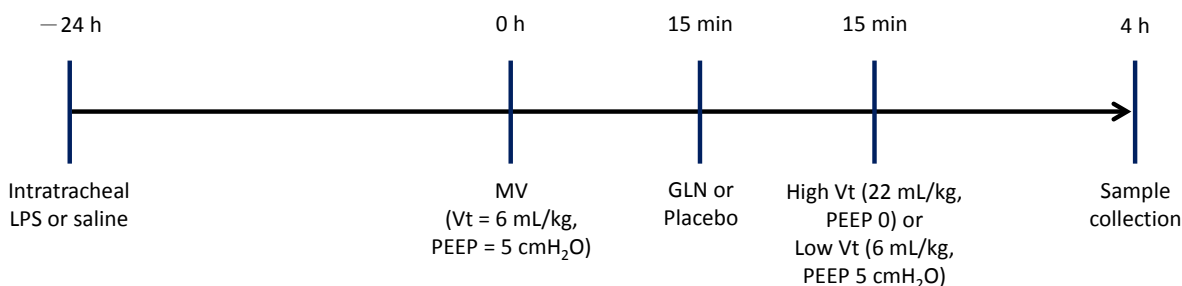 —24 h
0 h
15 min
15 min
4 h
Intratracheal
LPS or saline
MV
(Vt = 6 mL/kg,
PEEP = 5 cmH₂O)
GLN or
Placebo
High Vt (22 mL/kg,
PEEP 0) or
Low Vt (6 mL/kg,
PEEP 5 cmH₂O)
Sample
collection